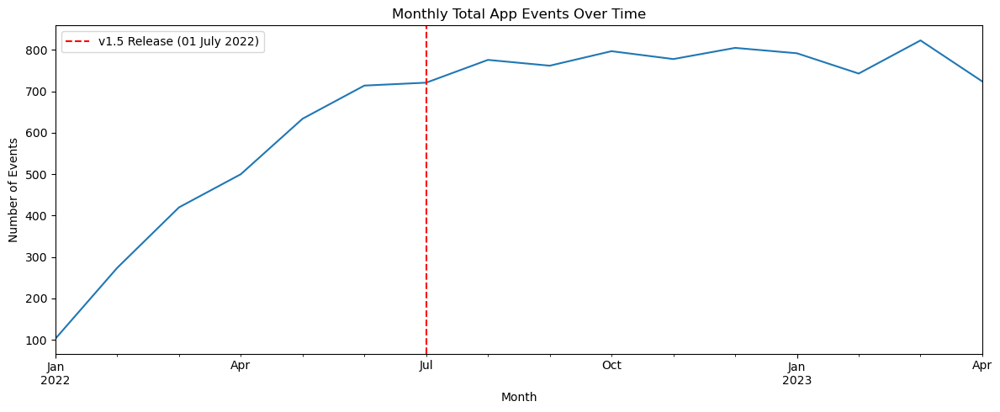 Monthly Total App Events Over Time
v1.5 Release (01 July 2022)
Number of Events
800
700
600
500
400
300
200
100
Jan
2022
Apr
Jul
Oct
Jan
2023
Apr
Month